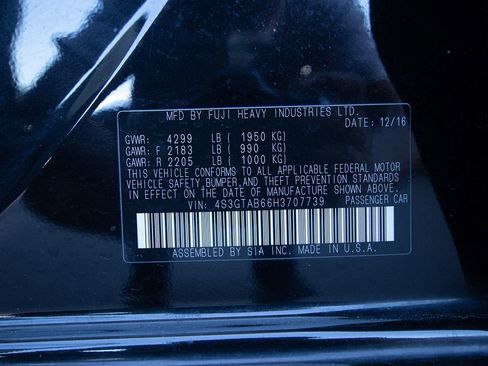 MFD BY FUJI HEAVY INDUSTRIES LTD.
DATE: 12/16
GVWR: 4299 LB ( 1950 KG)
GAWR: F 2183 LB ( 990 KG)
GAWR: R 2205 LB ( 1000 KG)
THIS VEHICLE CONFORMS TO ALL APPLICABLE FEDERAL MOTOR
VEHICLE SAFETY, BUMPER, AND THEFT PREVENTION STANDARDS
IN EFFECT ON THE DATE OF MANUFACTURE SHOWN ABOVE.
VIN: 4S3GTAB66H3707739 PASSENGER CAR
ASSEMBLED BY SIA INC. MADE IN U.S.A.